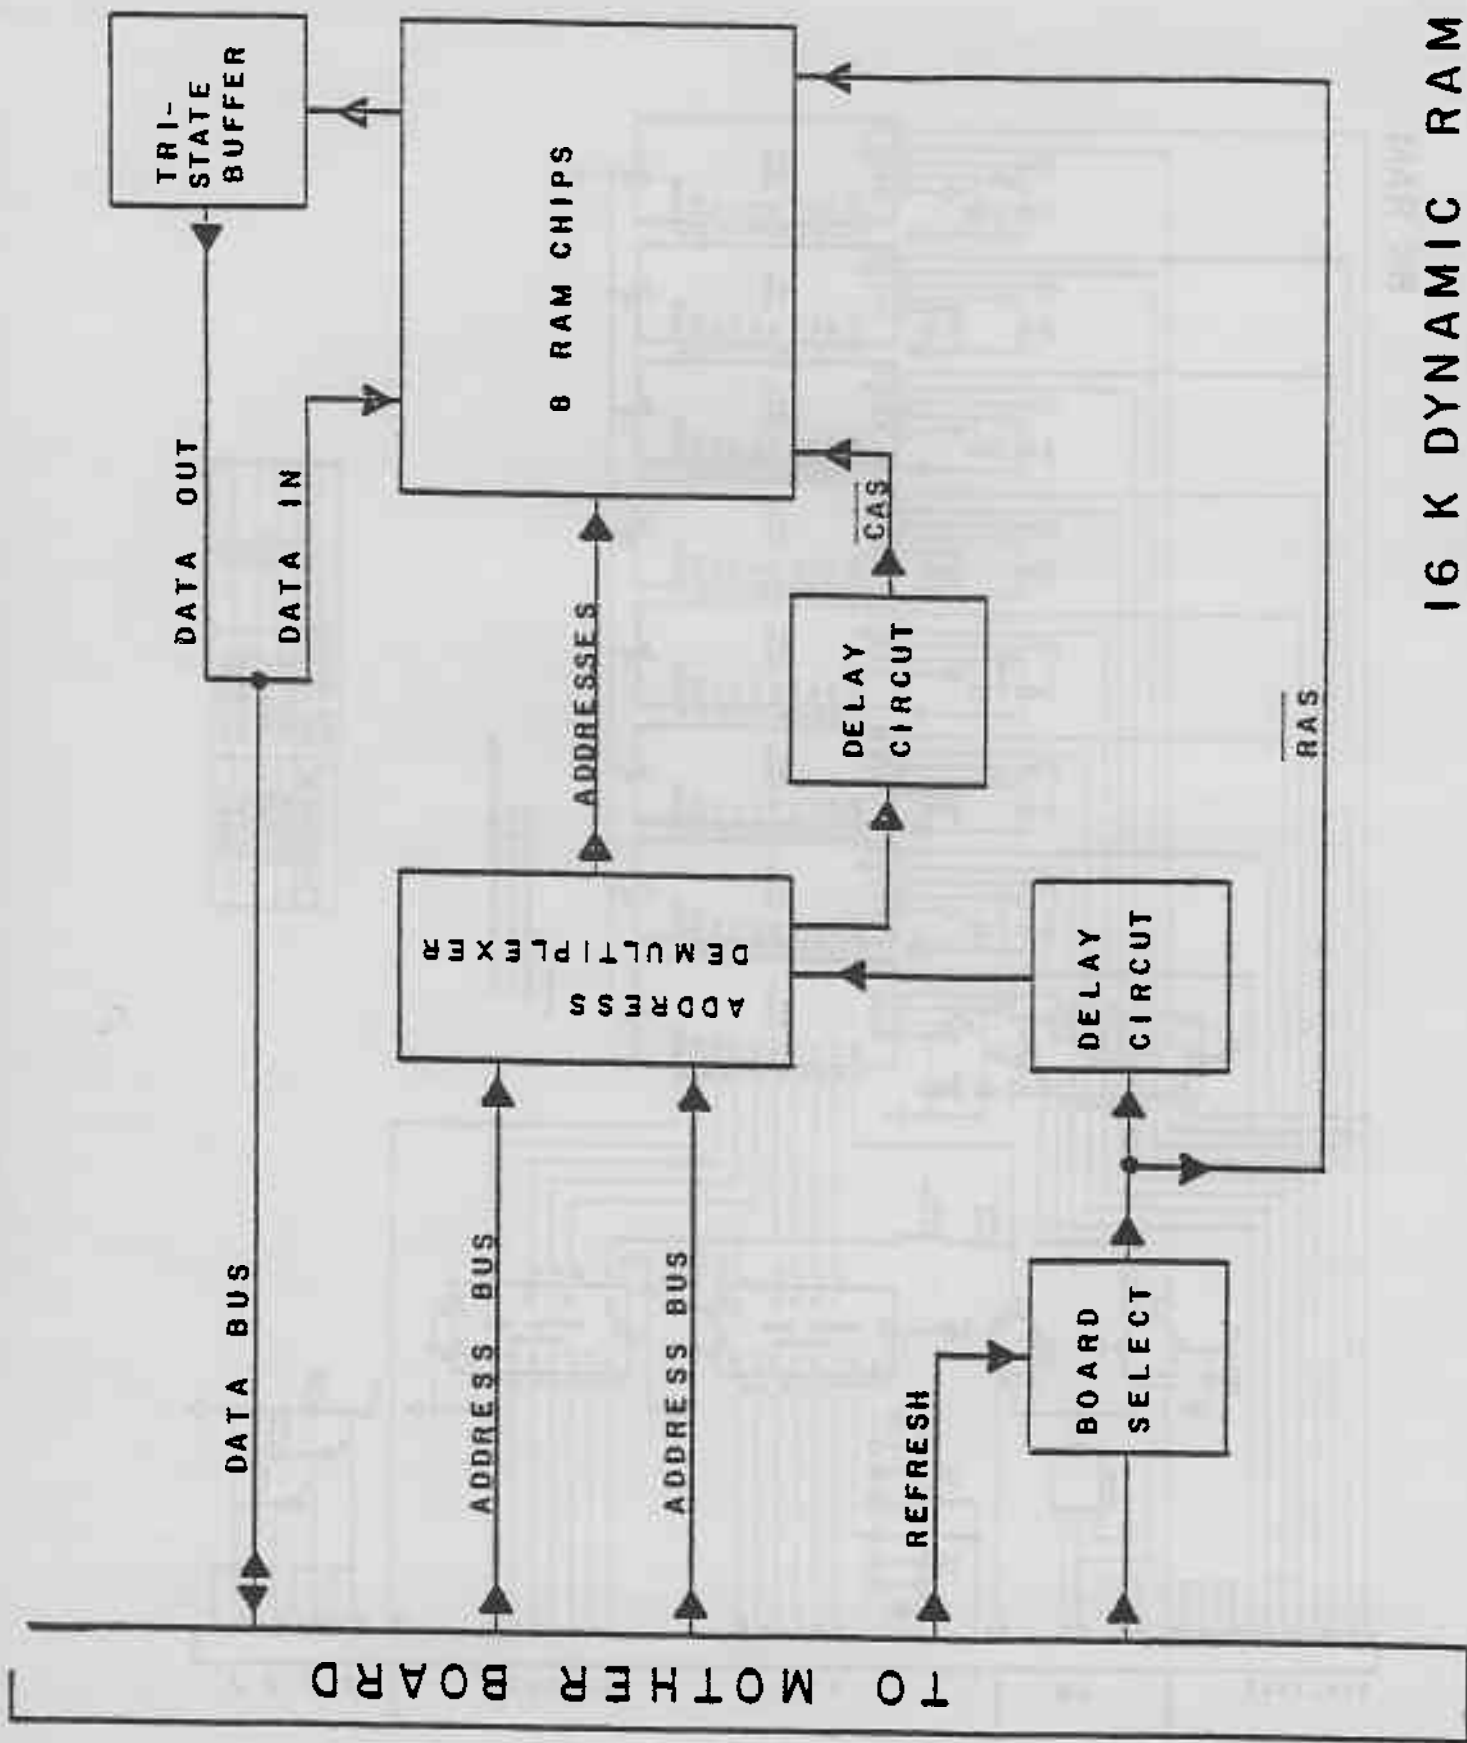 TRI-
STATE
BUFFER
DATA OUT
DATA IN
8 RAM CHIPS
DATA BUS
ADDRESSES
CAS
ADDRESS
DEMULTIPLEXER
DELAY
CIRCUT
ADDRESS BUS
ADDRESS BUS
DELAY
CIRCUT
RAS
REFRESH
BOARD
SELECT
TO MOTHER BOARD
16 K DYNAMIC RAM